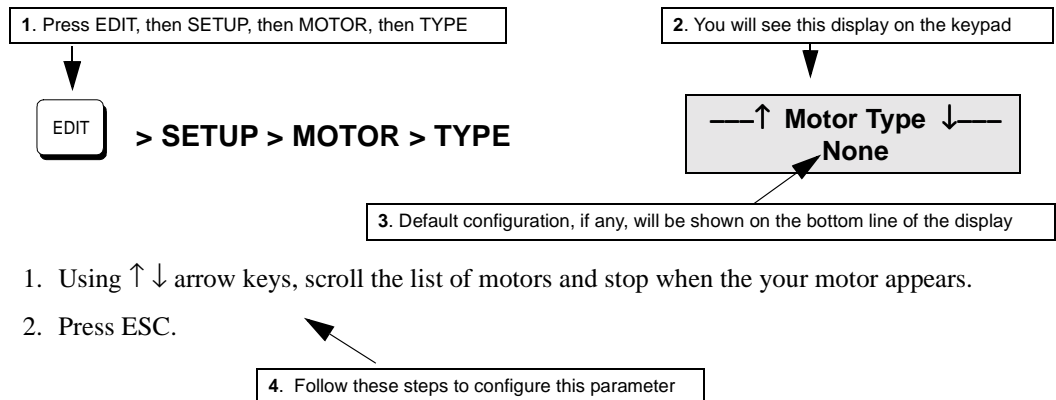 1. Press EDIT, then SETUP, then MOTOR, then TYPE
2. You will see this display on the keypad
EDIT > SETUP > MOTOR > TYPE
–––↑ Motor Type ↓–––
None
3. Default configuration, if any, will be shown on the bottom line of the display
1. Using ↑ ↓ arrow keys, scroll the list of motors and stop when the your motor appears.
2. Press ESC.
4. Follow these steps to configure this parameter